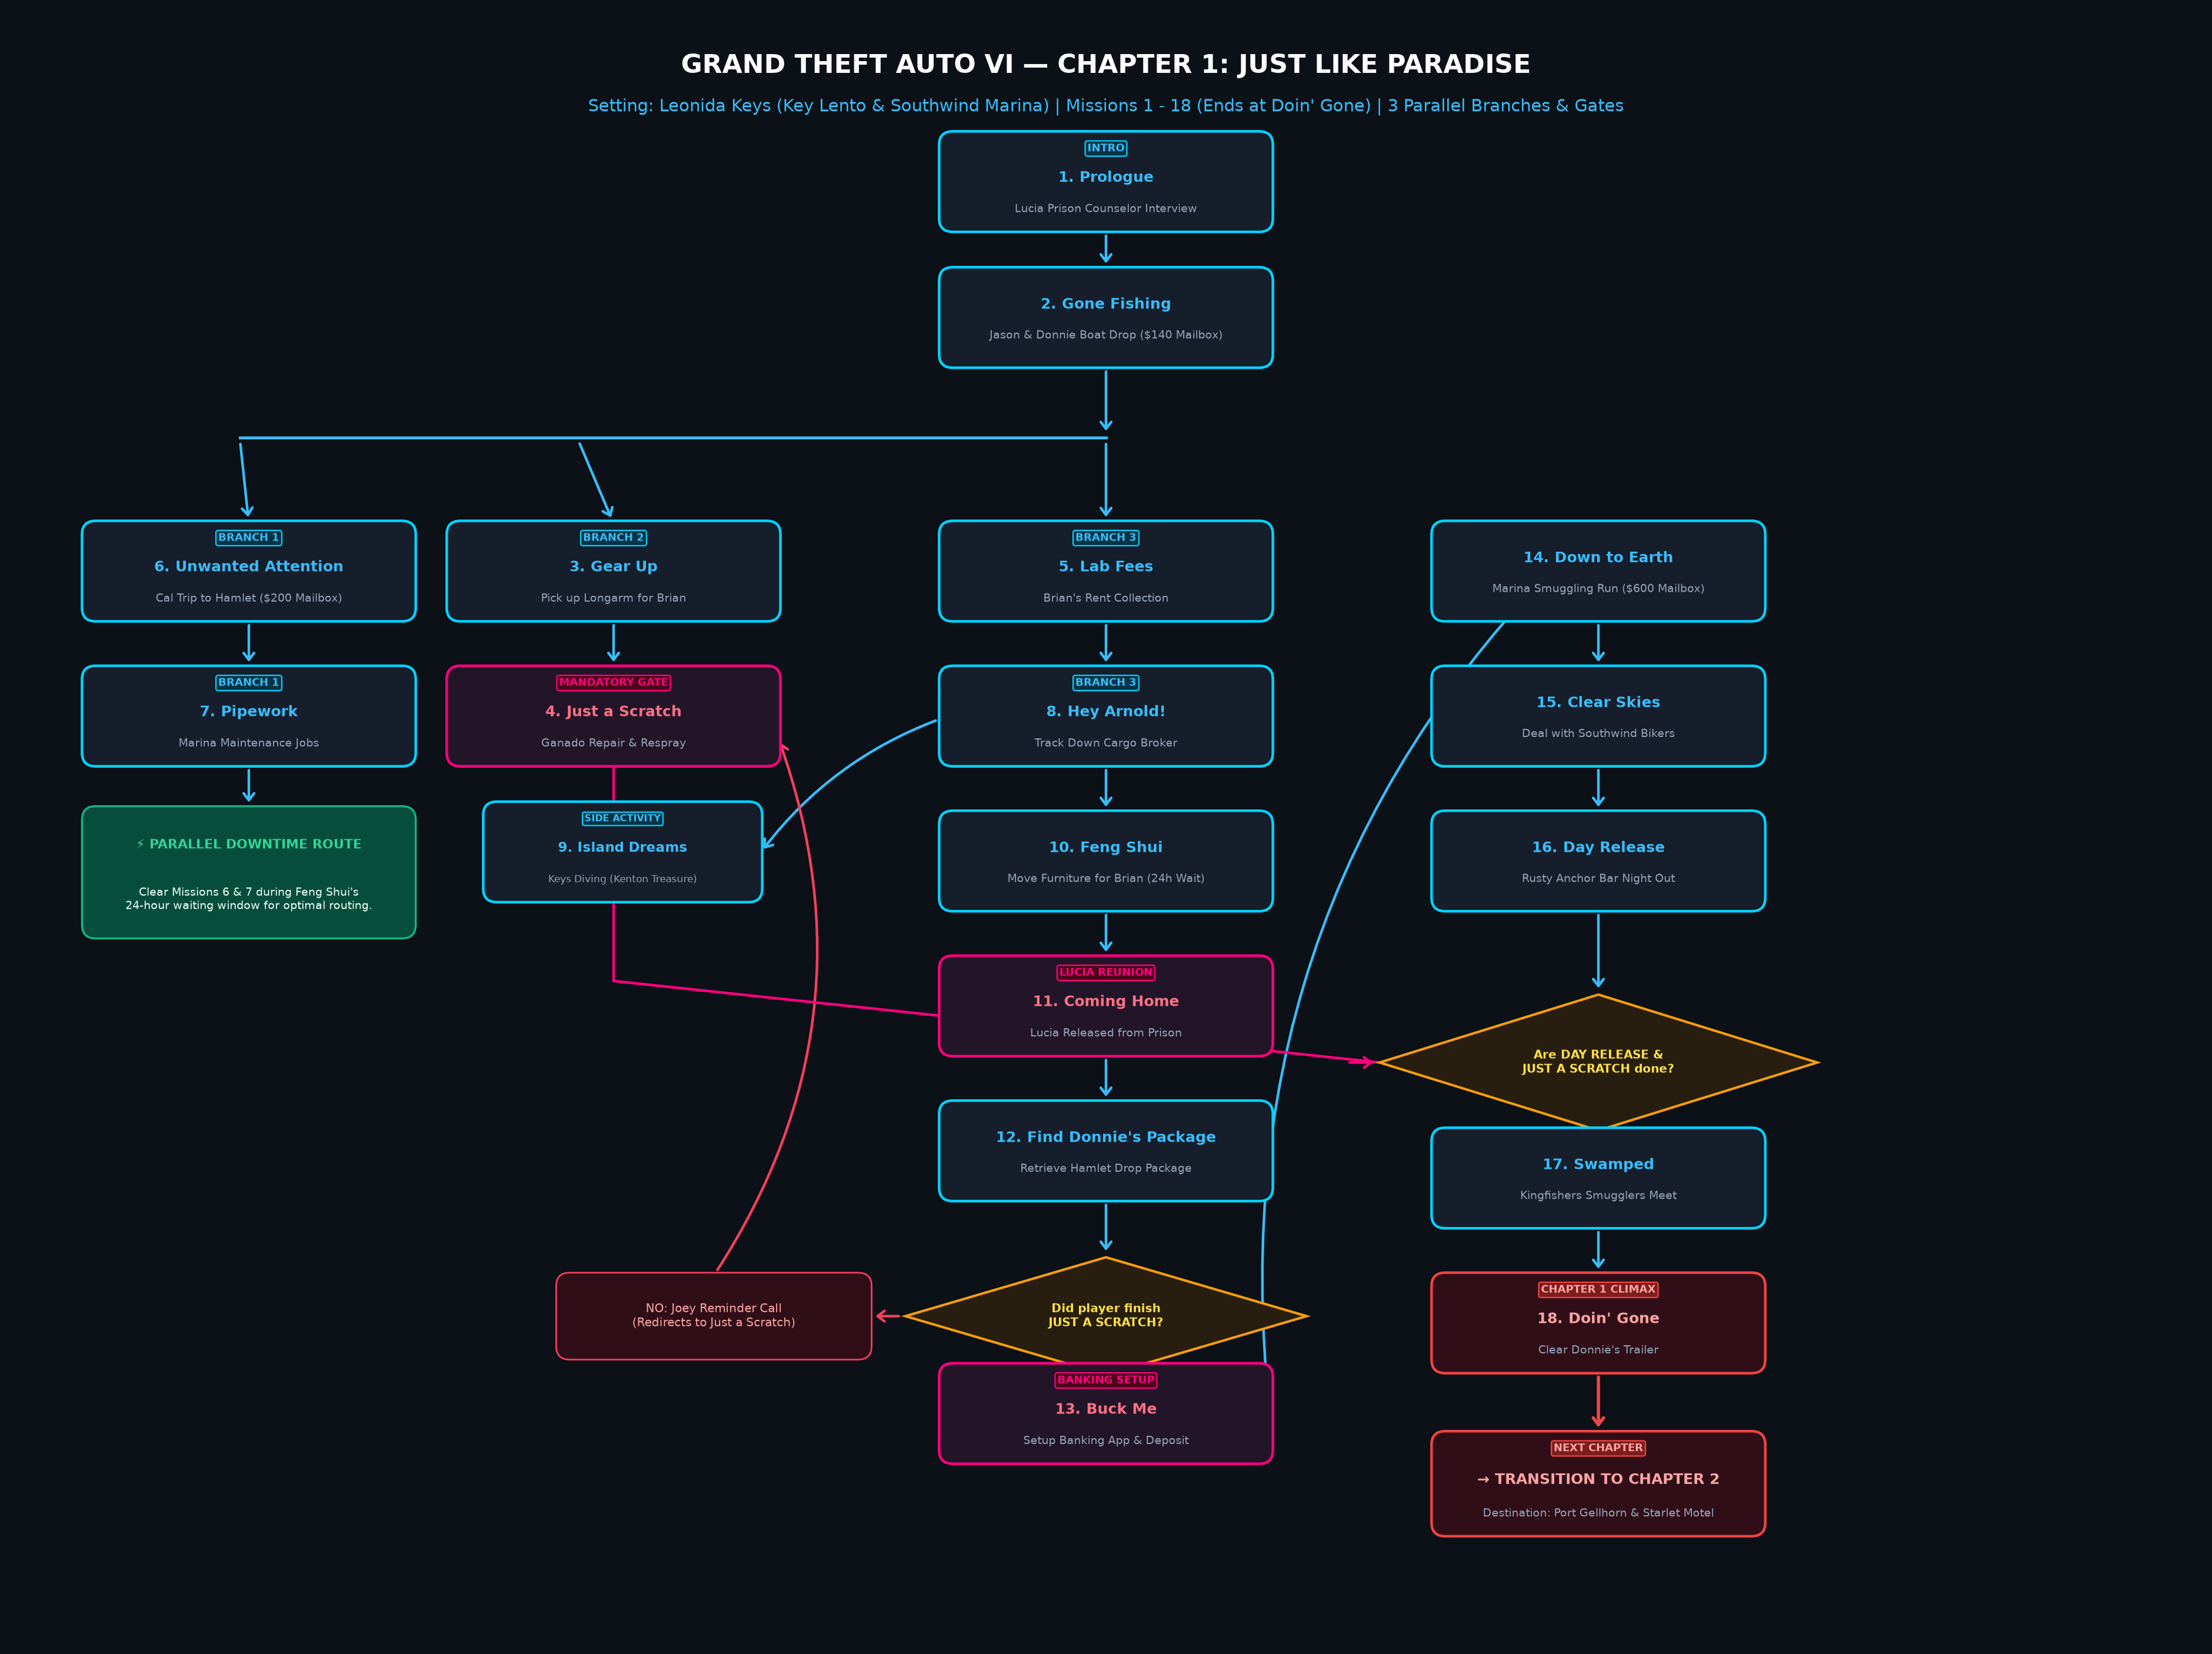 GRAND THEFT AUTO VI — CHAPTER 1: JUST LIKE PARADISE
Setting: Leonida Keys (Key Lento & Southwind Marina) | Missions 1 - 18 (Ends at Doin' Gone) | 3 Parallel Branches & Gates
INTRO
1. Prologue
Lucia Prison Counselor Interview
2. Gone Fishing
Jason & Donnie Boat Drop ($140 Mailbox)
BRANCH 1
6. Unwanted Attention
Cal Trip to Hamlet ($200 Mailbox)
BRANCH 2
3. Gear Up
Pick up Longarm for Brian
BRANCH 3
5. Lab Fees
Brian's Rent Collection
14. Down to Earth
Marina Smuggling Run ($600 Mailbox)
BRANCH 1
7. Pipework
Marina Maintenance Jobs
MANDATORY GATE
4. Just a Scratch
Ganado Repair & Respray
BRANCH 3
8. Hey Arnold!
Track Down Cargo Broker
15. Clear Skies
Deal with Southwind Bikers
⚡ PARALLEL DOWNTIME ROUTE
Clear Missions 6 & 7 during Feng Shui's
24-hour waiting window for optimal routing.
SIDE ACTIVITY
9. Island Dreams
Keys Diving (Kenton Treasure)
10. Feng Shui
Move Furniture for Brian (24h Wait)
16. Day Release
Rusty Anchor Bar Night Out
LUCIA REUNION
11. Coming Home
Lucia Released from Prison
Are DAY RELEASE &
JUST A SCRATCH done?
12. Find Donnie's Package
Retrieve Hamlet Drop Package
17. Swamped
Kingfishers Smugglers Meet
NO: Joey Reminder Call
(Redirects to Just a Scratch)
Did player finish
JUST A SCRATCH?
CHAPTER 1 CLIMAX
18. Doin' Gone
Clear Donnie's Trailer
BANKING SETUP
13. Buck Me
Setup Banking App & Deposit
NEXT CHAPTER
→ TRANSITION TO CHAPTER 2
Destination: Port Gellhorn & Starlet Motel